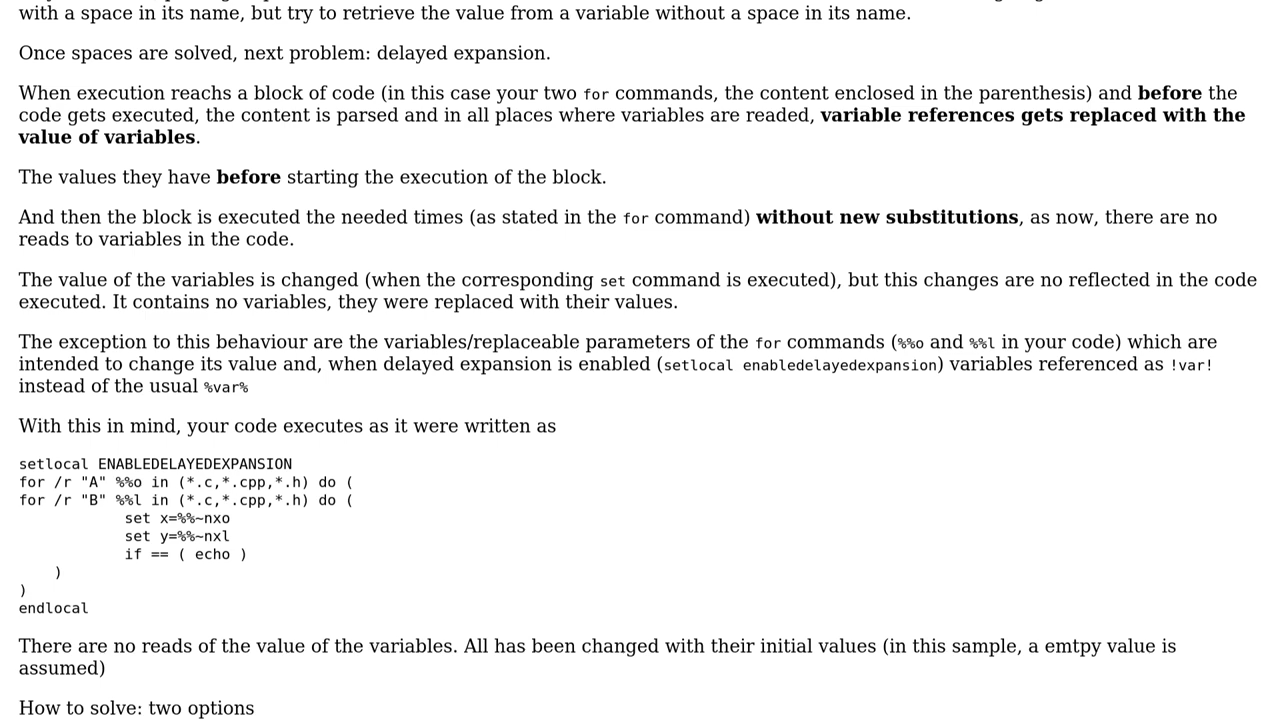 with a space in its name, but try to retrieve the value from a variable without a space in its name.
Once spaces are solved, next problem: delayed expansion.
When execution reachs a block of code (in this case your two for commands, the content enclosed in the parenthesis) and before the
code gets executed, the content is parsed and in all places where variables are readed, variable references gets replaced with the
value of variables.
The values they have before starting the execution of the block.
And then the block is executed the needed times (as stated in the for command) without new substitutions, as now, there are no
reads to variables in the code.
The value of the variables is changed (when the corresponding set command is executed), but this changes are no reflected in the code
executed. It contains no variables, they were replaced with their values.
The exception to this behaviour are the variables/replaceable parameters of the for commands (%%o and %%l in your code) which are
intended to change its value and, when delayed expansion is enabled (setlocal enabledelayedexpansion) variables referenced as !var!
instead of the usual %var%
With this in mind, your code executes as it were written as
setlocal ENABLEDELAYEDEXPANSION
for /r "A" %%o in (*.c,*.cpp,*.h) do (
for /r "B" %%l in (*.c,*.cpp,*.h) do (
set x=%%~nxo
set y=%%~nxl
if == ( echo )
)
)
endlocal
There are no reads of the value of the variables. All has been changed with their initial values (in this sample, a emtpy value is
assumed)
How to solve: two options